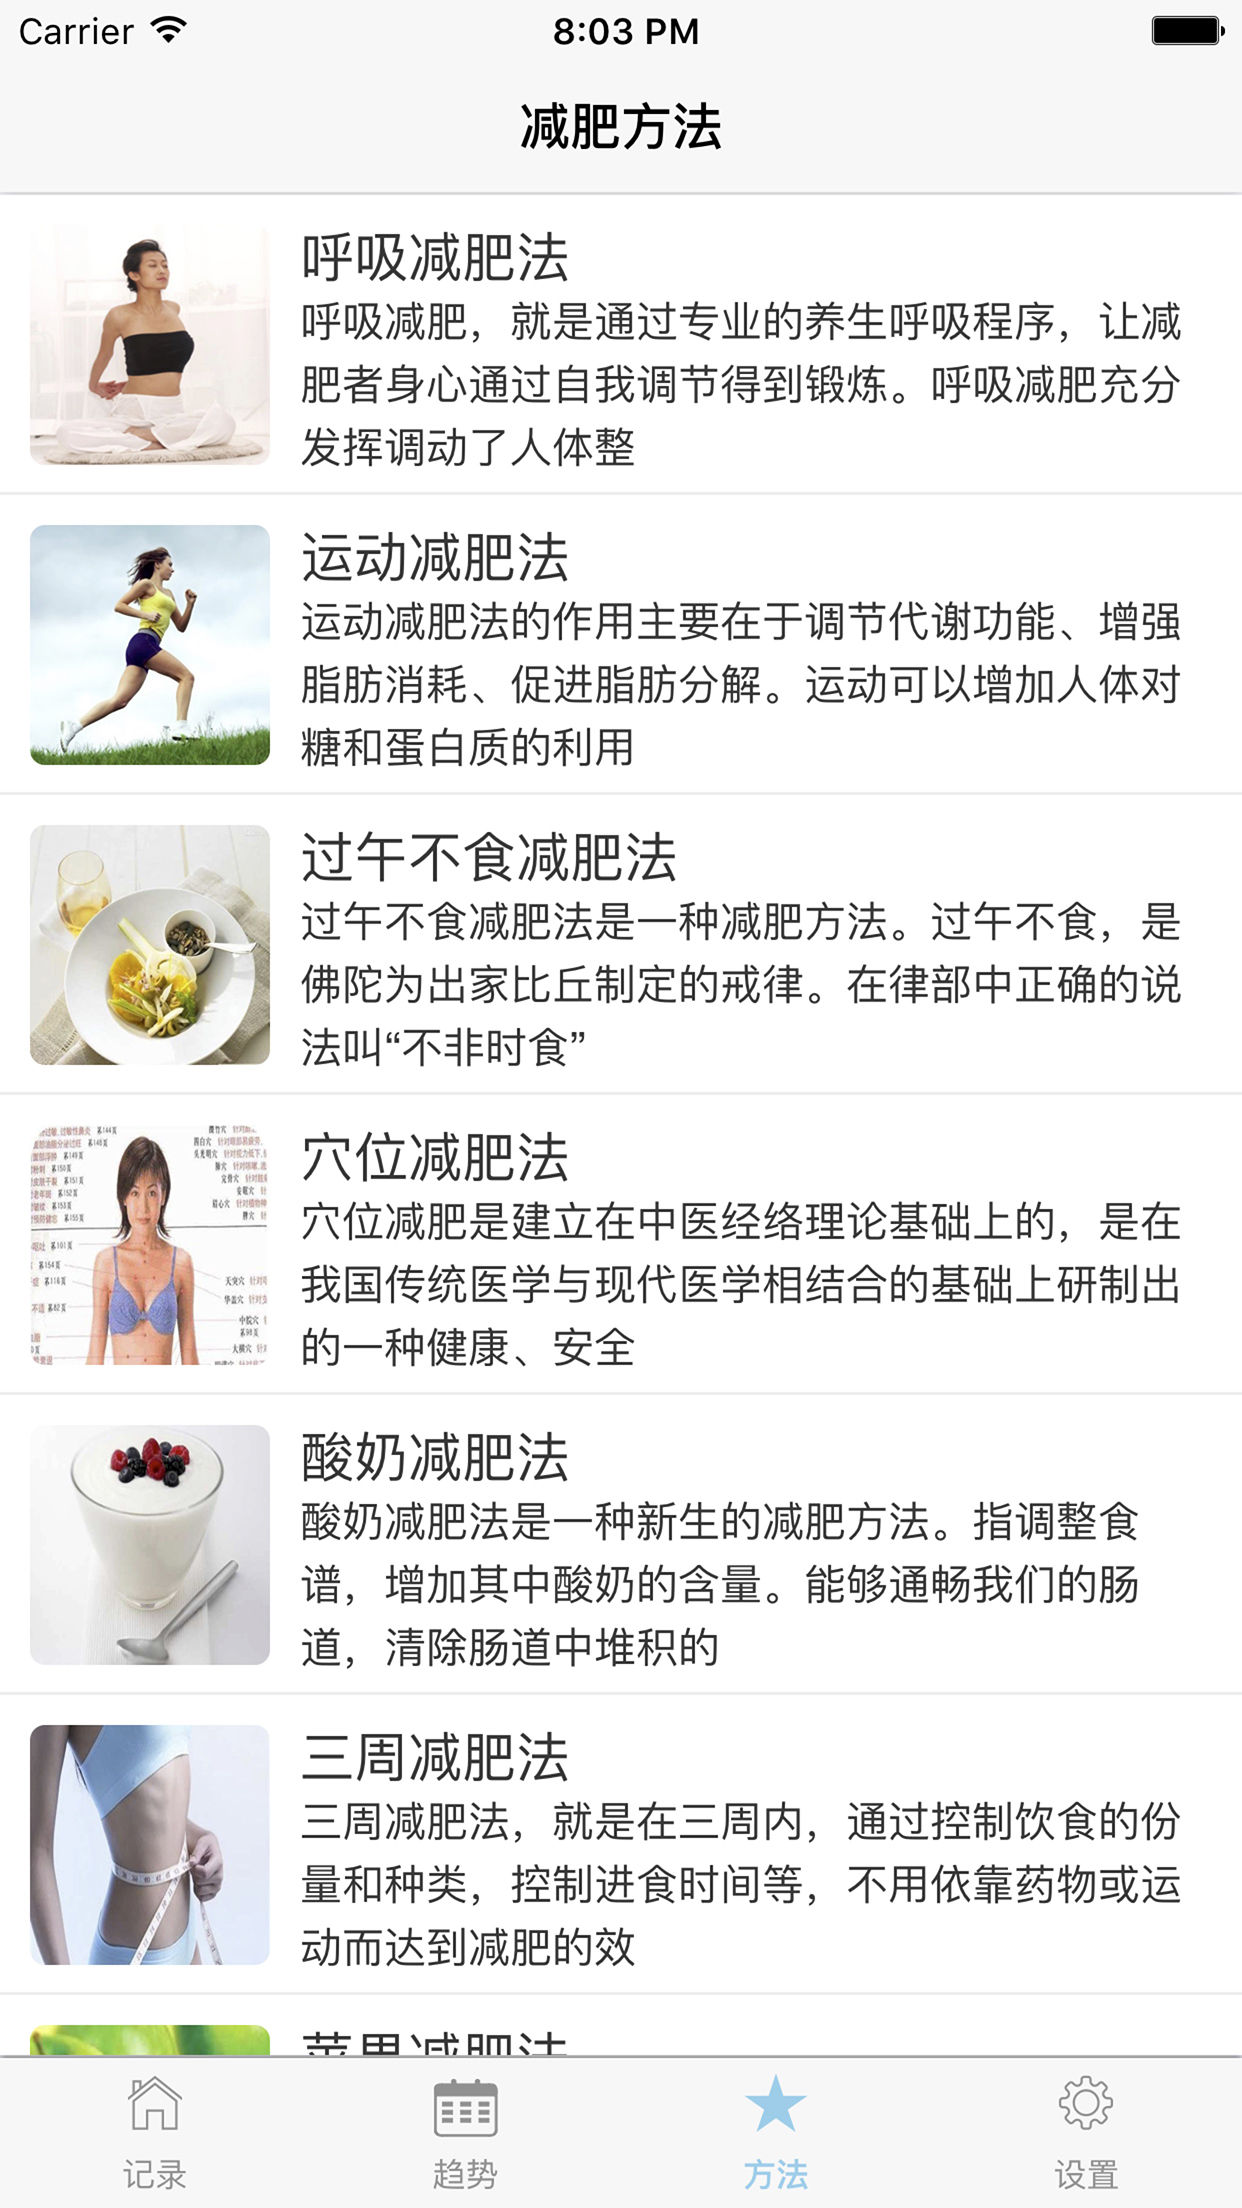 Carrier
8:03 PM
减肥方法
呼吸减肥法
呼吸减肥，就是通过专业的养生呼吸程序，让减
肥者身心通过自我调节得到锻炼。呼吸减肥充分
发挥调动了人体整
运动减肥法
运动减肥法的作用主要在于调节代谢功能、增强
脂肪消耗、促进脂肪分解。运动可以增加人体对
糖和蛋白质的利用
过午不食减肥法
过午不食减肥法是一种减肥方法。过午不食，是
佛陀为出家比丘制定的戒律。在律部中正确的说
法叫“不非时食”
穴位减肥法
穴位减肥是建立在中医经络理论基础上的，是在
我国传统医学与现代医学相结合的基础上研制出
的一种健康、安全
酸奶减肥法
酸奶减肥法是一种新生的减肥方法。指调整食
谱，增加其中酸奶的含量。能够通畅我们的肠
道，清除肠道中堆积的
三周减肥法
三周减肥法，就是在三周内，通过控制饮食的份
量和种类，控制进食时间等，不用依靠药物或运
动而达到减肥的效
苹果减肥法
记录
趋势
方法
设置